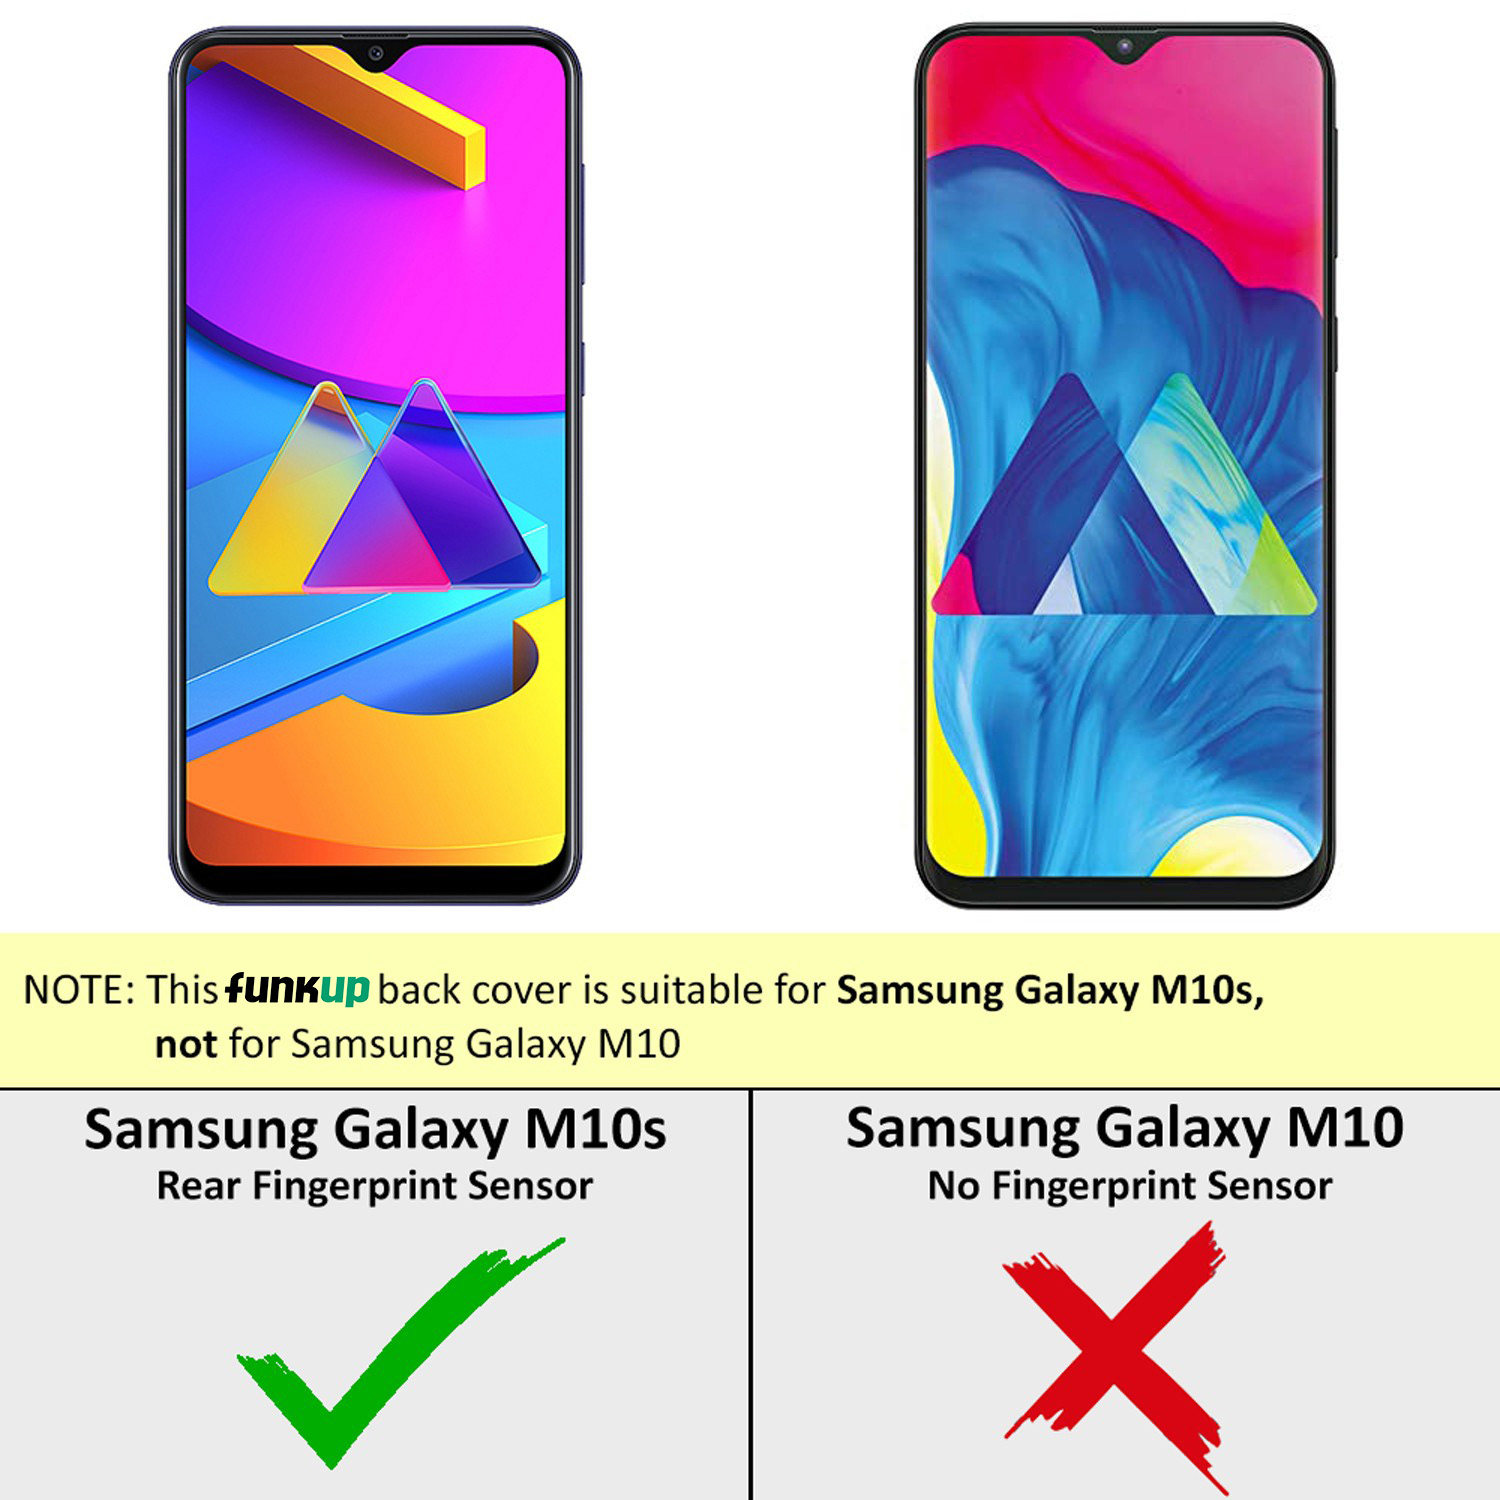 NOTE: This funkup back cover is suitable for Samsung Galaxy M10s,
not for Samsung Galaxy M10
Samsung Galaxy M10s
Rear Fingerprint Sensor
Samsung Galaxy M10
No Fingerprint Sensor